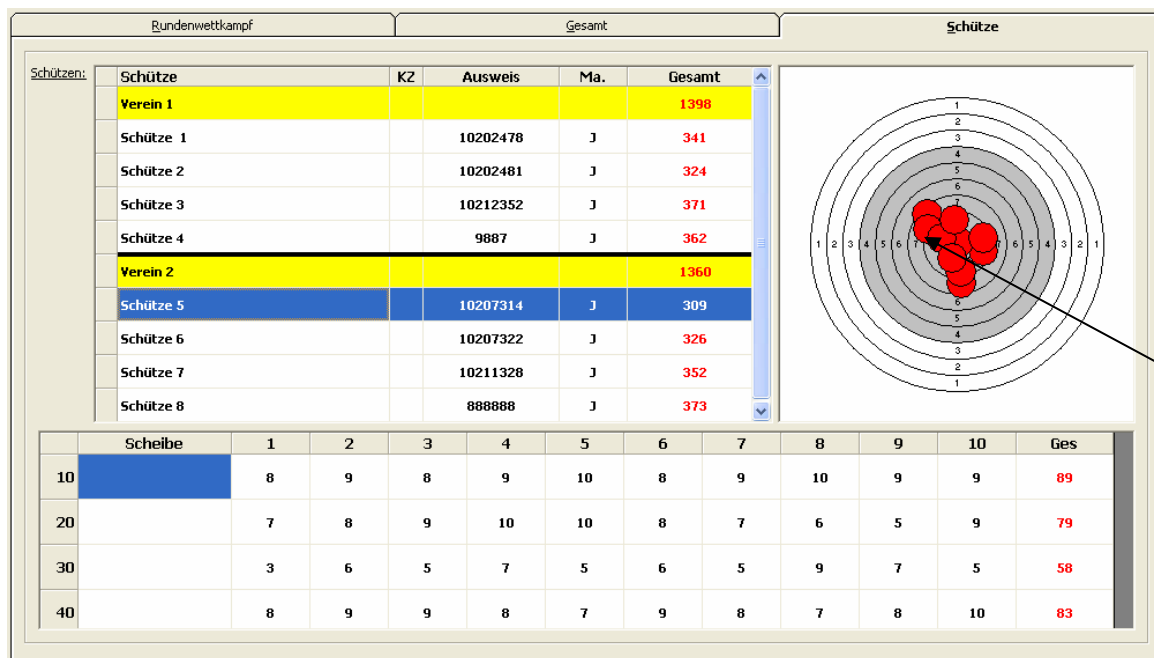 Rundenwettkampf Gesamt Schütze
Schützen:
Schütze KZ Ausweis Ma. Gesamt
Verein 1 1398
Schütze 1 10202478 J 341
Schütze 2 10202481 J 324
Schütze 3 10212352 J 371
Schütze 4 9887 J 362
Verein 2 1360
Schütze 5 10207314 J 309
Schütze 6 10207322 J 326
Schütze 7 10211328 J 352
Schütze 8 888888 J 373
1
2
3
4
5
6
7
1 2 3 4 5 6 7 7 6 5 4 3 2 1
6
5
4
3
2
1
Scheibe 1 2 3 4 5 6 7 8 9 10 Ges
10 8 9 8 9 10 8 9 10 9 9 89
20 7 8 9 10 10 8 7 6 5 9 79
30 3 6 5 7 5 6 5 9 7 5 58
40 8 9 9 8 7 9 8 7 8 10 83